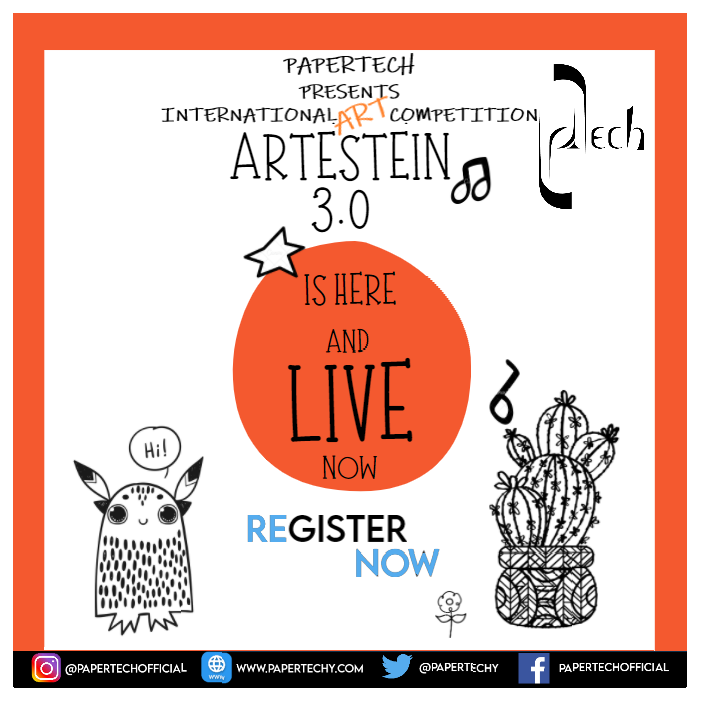 PAPERTECH
PRESENTS
INTERNATIONAL ART COMPETITION
ARTESTEIN
3.0
Tech
IS HERE
AND
LIVE
NOW
Hi!
REGISTER
NOW
@PAPERTECHOFFICIAL
www
WWW.PAPERTECHY.COM
@PAPERTECHY
PAPERTECHOFFICIAL